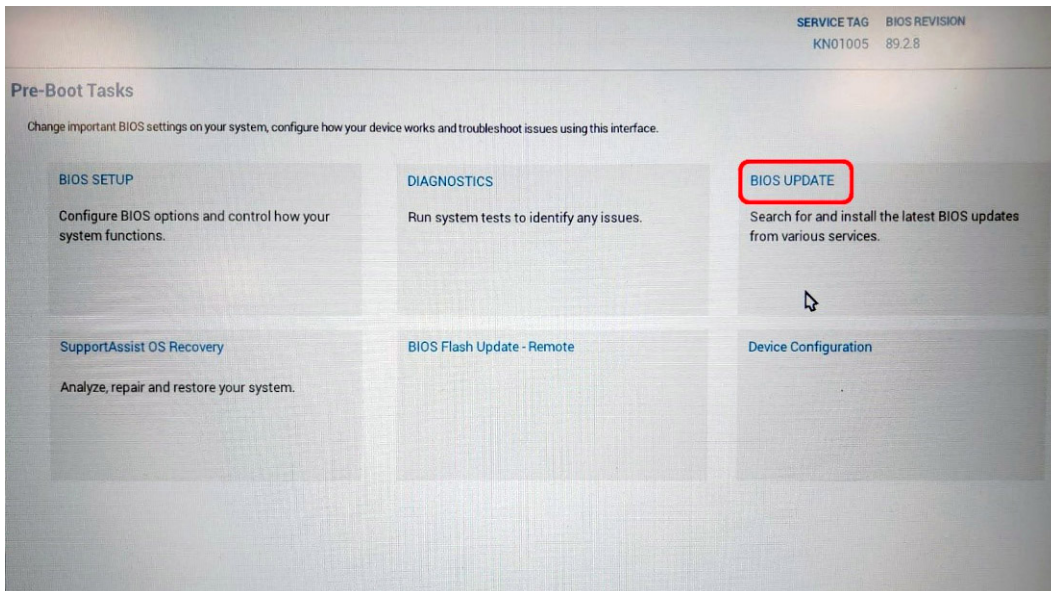 SERVICE TAG BIOS REVISION
KN01005 89.2.8
Pre-Boot Tasks
Change important BIOS settings on your system, configure how your device works and troubleshoot issues using this interface.
BIOS SETUP
Configure BIOS options and control how your
system functions.
DIAGNOSTICS
Run system tests to identify any issues.
BIOS UPDATE
Search for and install the latest BIOS updates
from various services.
SupportAssist OS Recovery
Analyze, repair and restore your system.
BIOS Flash Update - Remote
Device Configuration